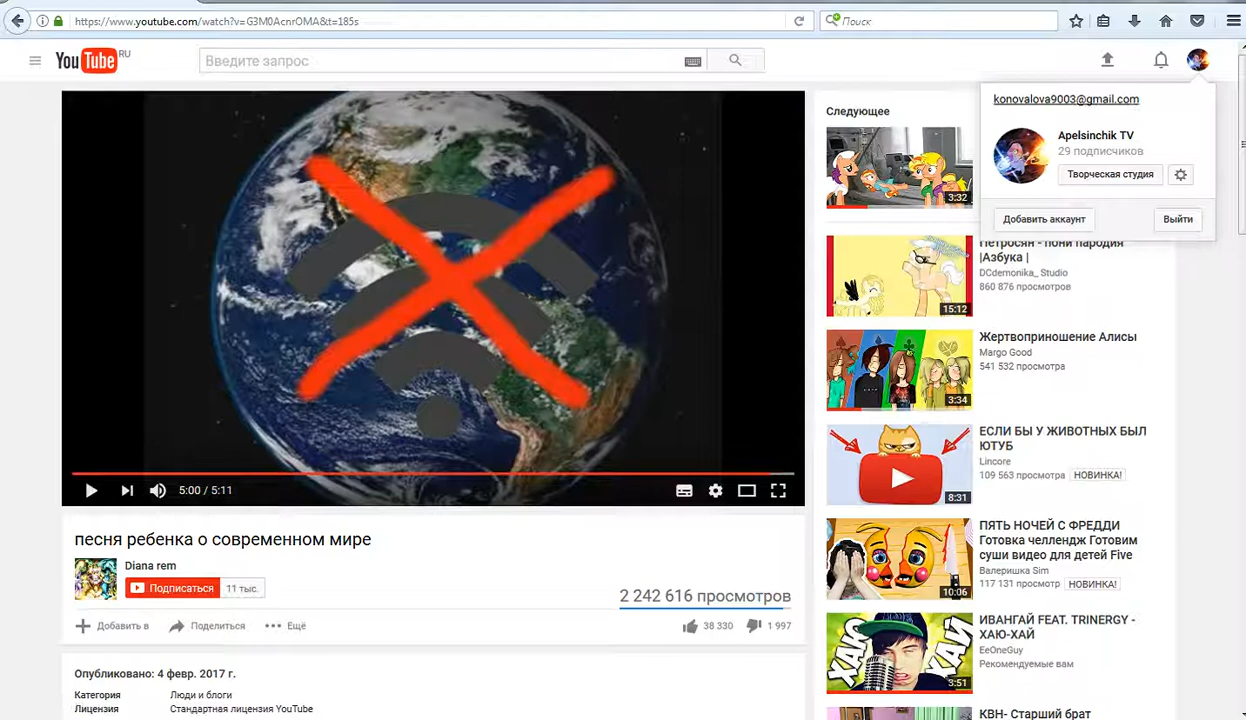 https://www.youtube.com/watch?v=G3M0AcnrOMA&t=185s
Поиск
YouTube RU
Введите запрос
konovalova9003@gmail.com
Apelsinchik TV
29 подписчиков
Творческая студия
Добавить аккаунт
Выйти
5:00 / 5:11
песня ребенка о современном мире
Diana rem
Подписаться
11 тыс.
2 242 616 просмотров
Добавить в
Поделиться
Ещё
38 330
1 997
Опубликовано: 4 февр. 2017 г.
Категория
Люди и блоги
Лицензия
Стандартная лицензия YouTube
Следующее
3:32
Петросян - пони пародия
|Азбука |
DCdemonika_ Studio
860 876 просмотров
15:12
Жертвоприношение Алисы
Margo Good
541 532 просмотра
3:34
ЕСЛИ БЫ У ЖИВОТНЫХ БЫЛ
ЮТУБ
Lincore
109 563 просмотра
НОВИНКА!
8:31
ПЯТЬ НОЧЕЙ С ФРЕДДИ
Готовка челлендж Готовим
суши видео для детей Five
Валеришка Sim
117 131 просмотр
НОВИНКА!
10:06
ИВАНГАЙ FEAT. TRINERGY -
ХАЮ-ХАЙ
EeOneGuy
Рекомендуемые вам
ХАЮ
ХАЙ
3:51
КВН- Старший брат